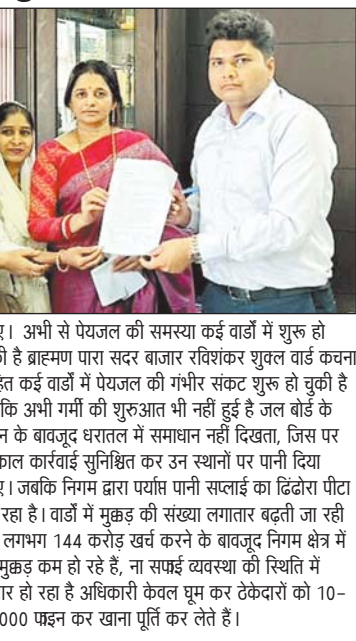 ए। अभी से पेयजल की समस्या कई वार्डों में शुरू हो
की है ब्राह्मण पारा सदर बाजार रविशंकर शुक्ल वार्ड कचना
हित कई वार्डों में पेयजल की गंभीर संकट शुरू हो चुकी है
कि अभी गर्मी की शुरुआत भी नहीं हुई है जल बोर्ड के
न के बावजूद धरातल में समाधान नहीं दिखता, जिस पर
काल कार्रवाई सुनिश्चित कर उन स्थानों पर पानी दिया
ए। जबकि निगम द्वारा पर्याप्त पानी सप्लाई का ढिंढोरा पीटा
रहा है। वार्डों में मुक्कड़ की संख्या लगातार बढ़ती जा रही
लगभग 144 करोड़ खर्च करने के बावजूद निगम क्षेत्र में
मुक्कड़ कम हो रहे हैं, ना सफाई व्यवस्था की स्थिति में
ार हो रहा है अधिकारी केवल घूम कर ठेकेदारों को 10-
000 फाइन कर खाना पूर्ति कर लेते हैं।